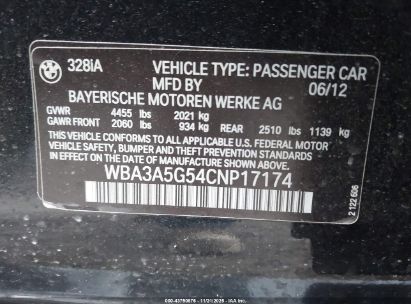 328iA
VEHICLE TYPE: PASSENGER CAR
MFD BY 06/12
BAYERISCHE MOTOREN WERKE AG
GVWR 4455 lbs 2021 kg
GAWR FRONT 2060 lbs 934 kg REAR 2510 lbs 1139 kg
THIS VEHICLE CONFORMS TO ALL APPLICABLE U.S. FEDERAL MOTOR
VEHICLE SAFETY, BUMPER, AND THEFT PREVENTION STANDARDS IN
EFFECT ON THE DATE OF MANUFACTURE SHOWN ABOVE.
WBA3A5G54CNP17174